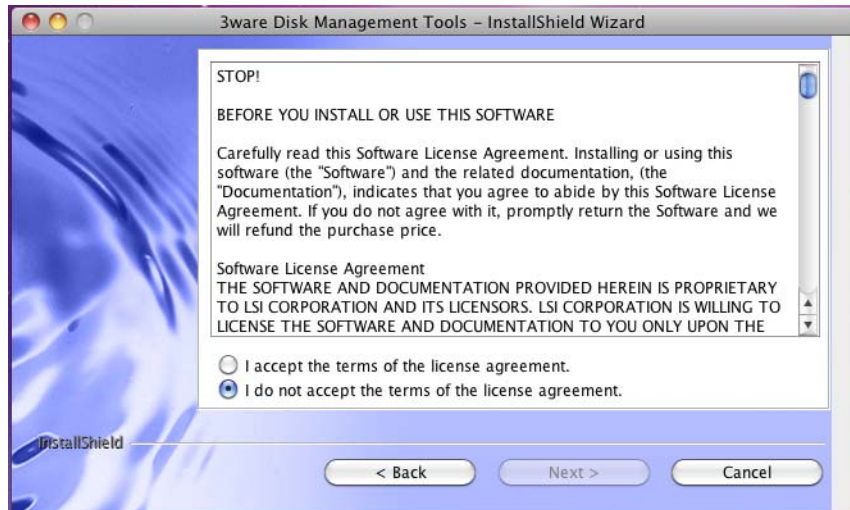 3ware Disk Management Tools – InstallShield Wizard
STOP!
BEFORE YOU INSTALL OR USE THIS SOFTWARE
Carefully read this Software License Agreement. Installing or using this
software (the "Software") and the related documentation, (the
"Documentation"), indicates that you agree to abide by this Software License
Agreement. If you do not agree with it, promptly return the Software and we
will refund the purchase price.
Software License Agreement
THE SOFTWARE AND DOCUMENTATION PROVIDED HEREIN IS PROPRIETARY
TO LSI CORPORATION AND ITS LICENSORS. LSI CORPORATION IS WILLING TO
LICENSE THE SOFTWARE AND DOCUMENTATION TO YOU ONLY UPON THE
I accept the terms of the license agreement.
I do not accept the terms of the license agreement.
InstallShield
< Back
Next >
Cancel